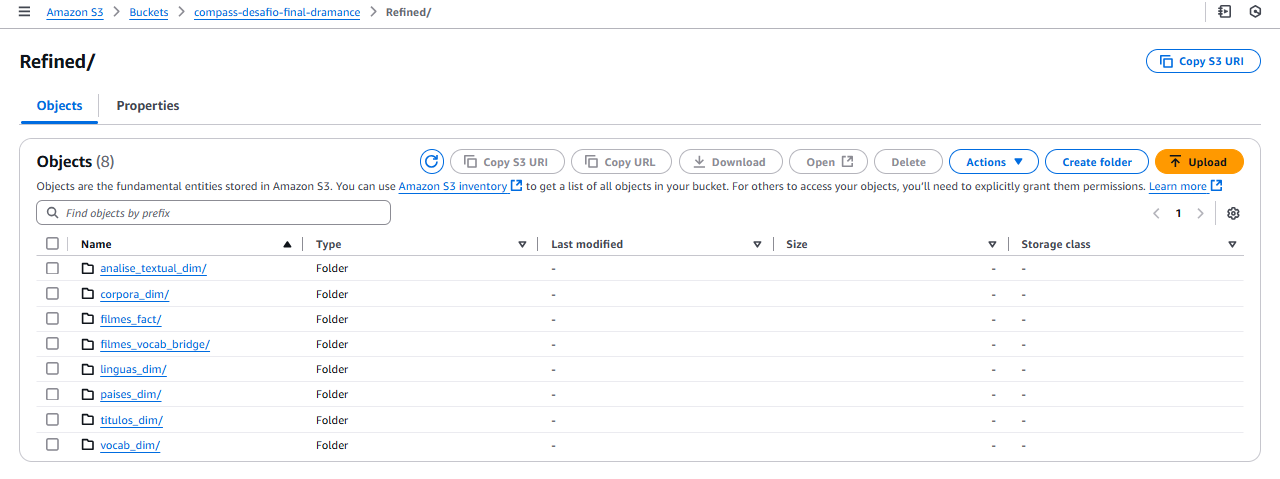 Amazon S3 > Buckets > compass-desafio-final-dramance > Refined/
Refined/
Copy S3 URI
Objects Properties
Objects (8) Copy S3 URI Copy URL Download Open Delete Actions Create folder Upload
Objects are the fundamental entities stored in Amazon S3. You can use Amazon S3 inventory to get a list of all objects in your bucket. For others to access your objects, you'll need to explicitly grant them permissions. Learn more
Find objects by prefix 1
Name Type Last modified Size Storage class
analise_textual_dim/ Folder - - -
corpora_dim/ Folder - - -
filmes_fact/ Folder - - -
filmes_vocab_bridge/ Folder - - -
linguas_dim/ Folder - - -
paises_dim/ Folder - - -
titulos_dim/ Folder - - -
vocab_dim/ Folder - - -